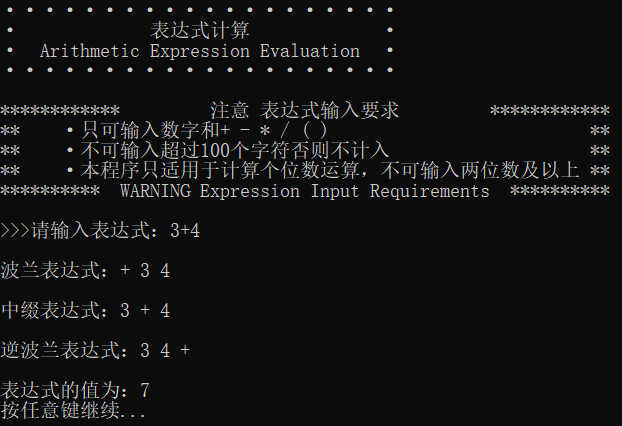 表达式计算
Arithmetic Expression Evaluation
************ 注意 表达式输入要求 ************
** ·只可输入数字和+ - * / ( ) **
** ·不可输入超过100个字符否则不计入 **
** ·本程序只适用于计算个位数运算，不可输入两位数及以上 **
********** WARNING Expression Input Requirements **********
>>>请输入表达式：3+4
波兰表达式：+ 3 4
中缀表达式：3 + 4
逆波兰表达式：3 4 +
表达式的值为：7
按任意键继续...